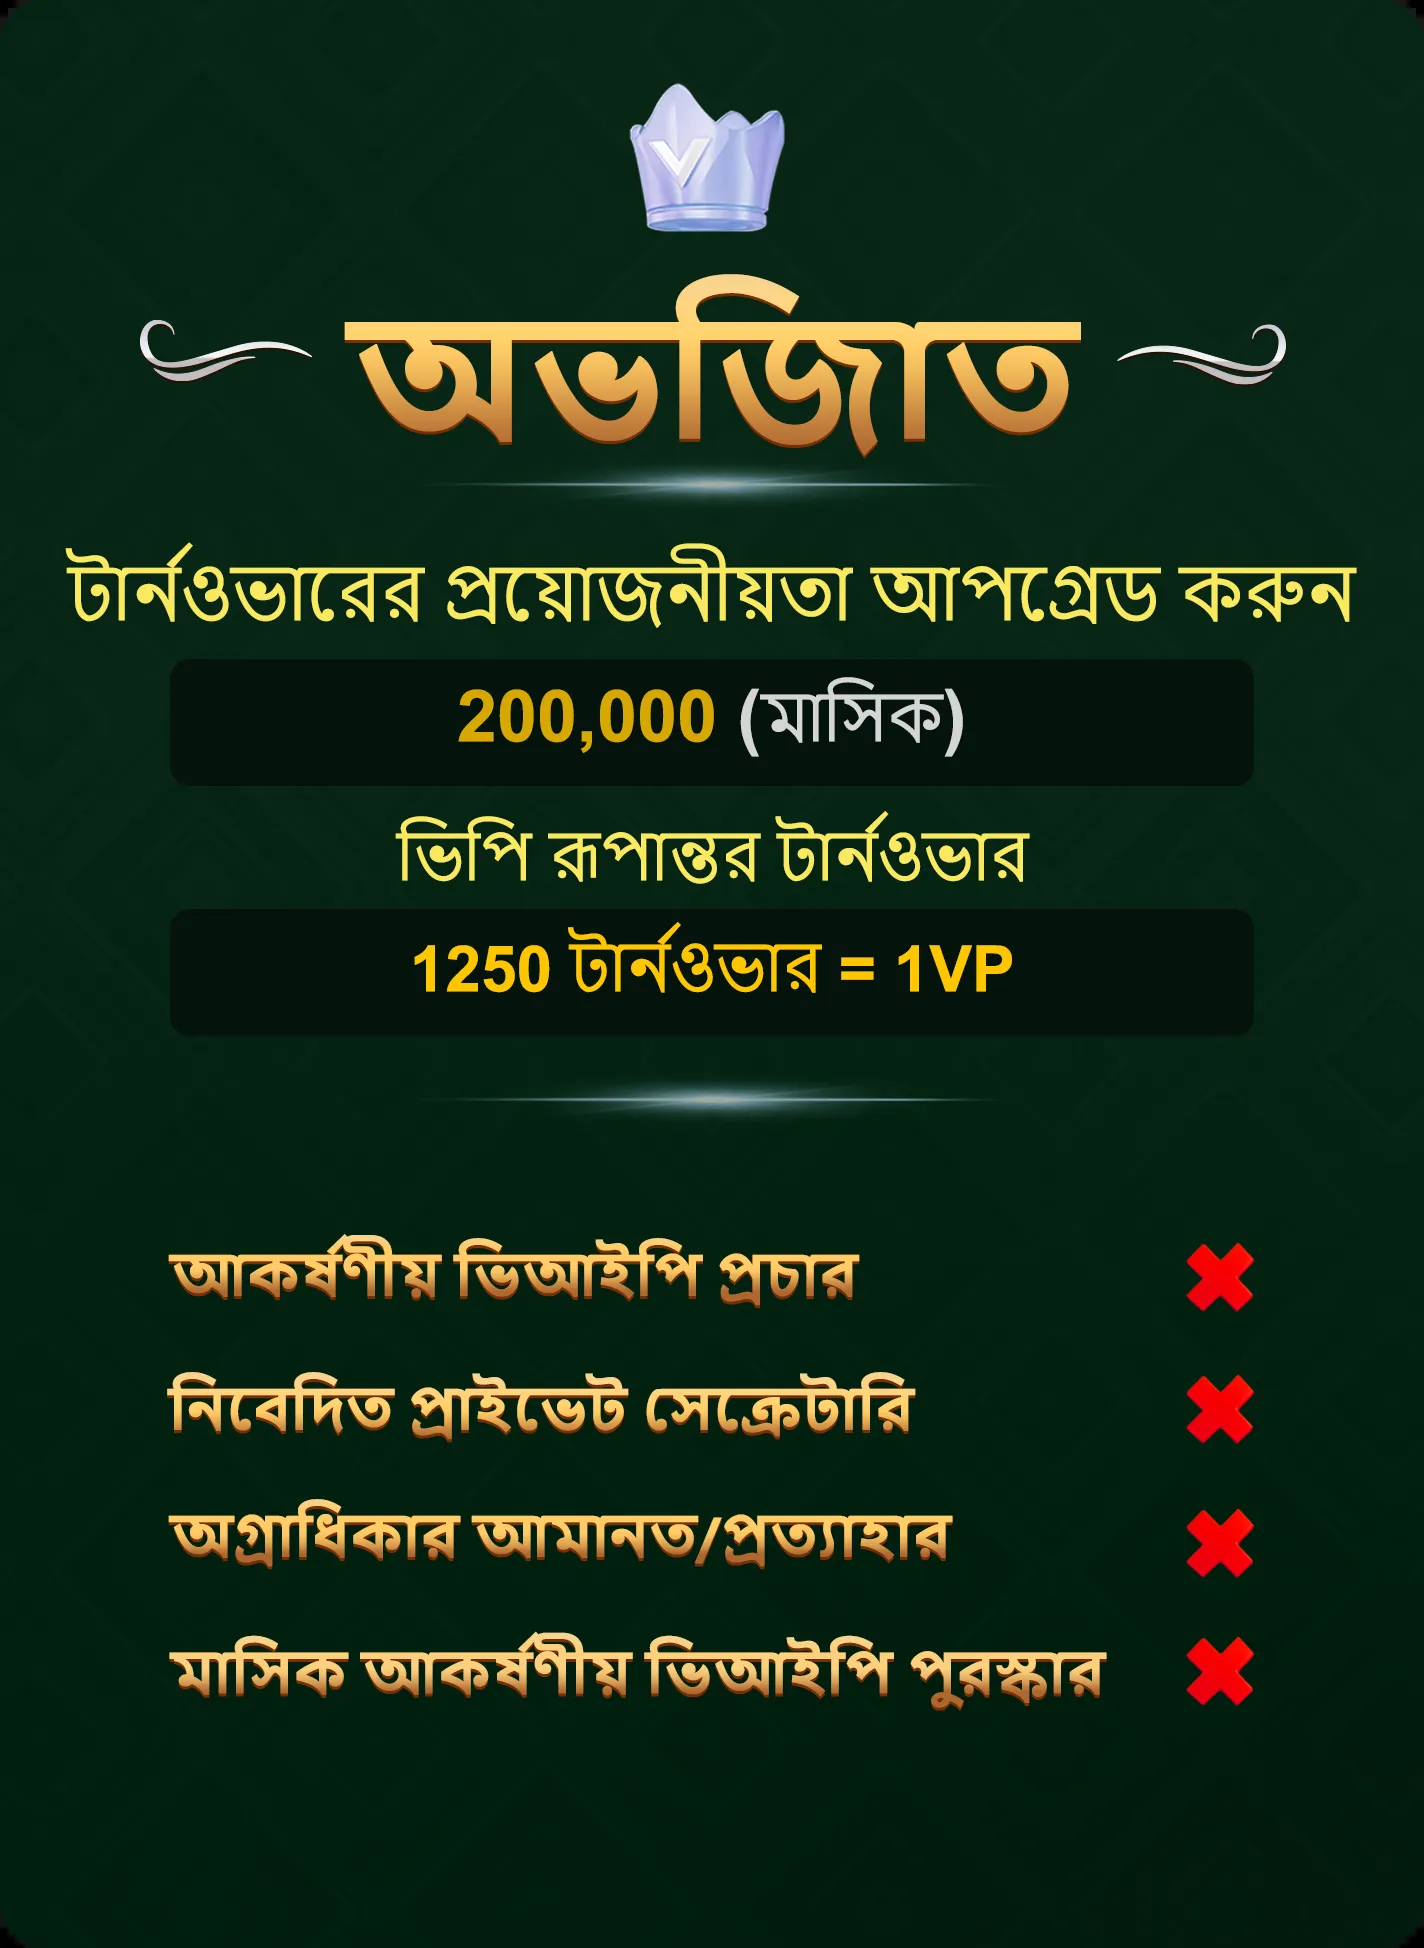 V
অভজিাত
টার্নওভারের প্রয়োজনীয়তা আপগ্রেড করুন
200,000 (মাসিক)
ভিপি রূপান্তর টার্নওভার
1250 টার্নওভার = 1VP
আকর্ষণীয় ভিআইপি প্রচার
নিবেদিত প্রাইভেট সেক্রেটারি
অগ্রাধিকার আমানত/প্রত্যাহার
মাসিক আকর্ষণীয় ভিআইপি পুরস্কার